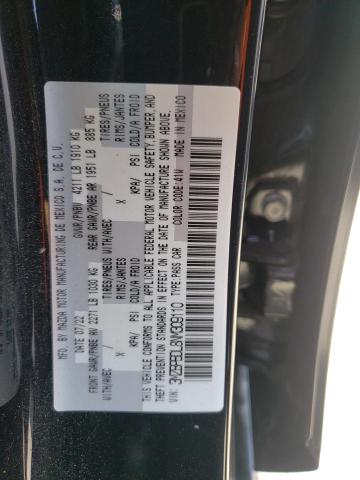 MFD. BY MAZDA MOTOR MANUFACTURING DE MEXICO S.A. DE C.V.
DATE 07/22 GVWR/PNBV 4211 LB 1910 KG
FRONT GAWR/PNBE AV 2271 LB 1030 KG REAR GAWR/PNBE AR 1951 LB 885 KG
WITH/AVEC TIRES/PNEUS WITH/AVEC TIRES/PNEUS
X RIMS/JANTES X RIMS/JANTES
KPA/ PSI COLD/A FROID KPA/ PSI COLD/A FROID
THIS VEHICLE CONFORMS TO ALL APPLICABLE FEDERAL MOTOR VEHICLE SAFETY, BUMPER, AND
THEFT PREVENTION STANDARDS IN EFFECT ON THE DATE OF MANUFACTURE SHOWN ABOVE.
VIN: TYPE: PASS CAR COLOR CODE: 41W MADE IN MEXICO